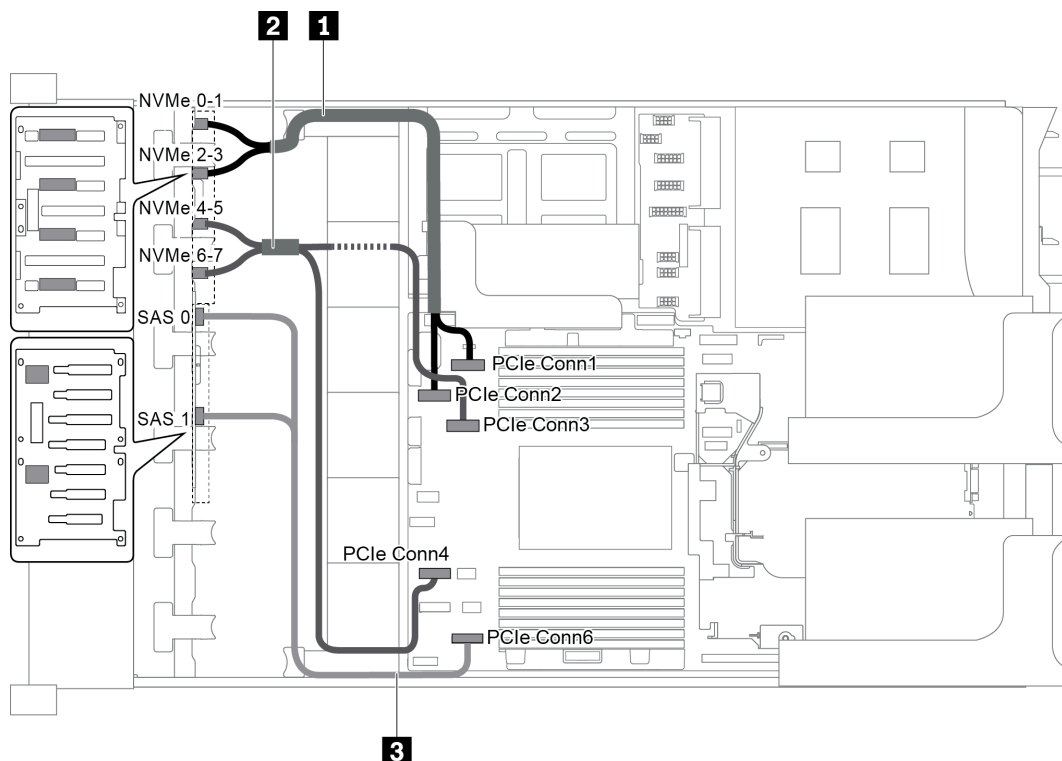 2 1
NVMe 0-1
NVMe 2-3
NVMe 4-5
NVMe 6-7
SAS 0
SAS 1
PCIe Conn1
PCIe Conn2
PCIe Conn3
PCIe Conn4
PCIe Conn6
3